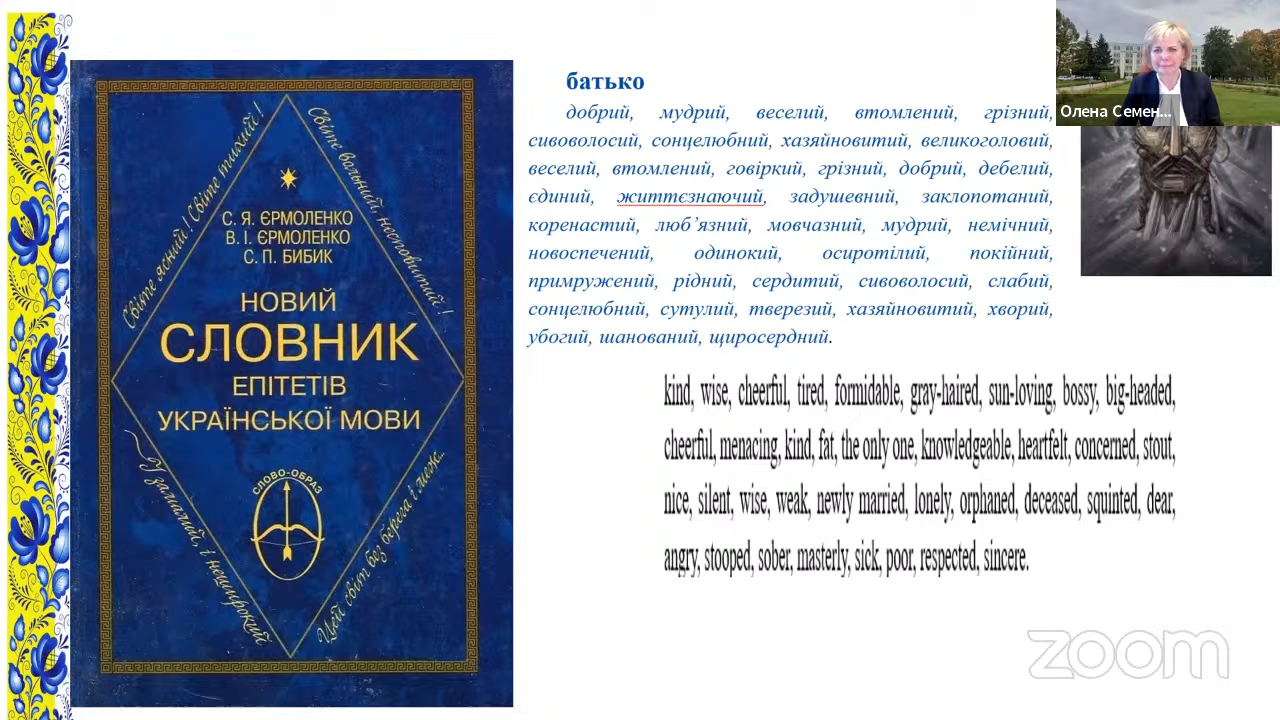 Світе ясний! Світе тихий!
Світе вольний, несповитий!
С. Я. ЄРМОЛЕНКО
В. І. ЄРМОЛЕНКО
С. П. БИБИК
НОВИЙ
СЛОВНИК
ЕПІТЕТІВ
УКРАЇНСЬКОЇ МОВИ
СЛОВО-ОБРАЗ
...У замалий, і нешироκий
Цей світ без берега і меж...
батько
добрий, мудрий, веселий, втомлений, грізний,
сивоволосий, сонцелюбний, хазяйновитий, великоголовий,
веселий, втомлений, говіркий, грізний, добрий, дебелий,
єдиний, життєзнаючий, задушевний, заклопотаний,
коренастий, люб’язний, мовчазний, мудрий, немічний,
новоспечений, одинокий, осиротілий, покійний,
примружений, рідний, сердитий, сивоволосий, слабий,
сонцелюбний, сутулий, тверезий, хазяйновитий, хворий,
убогий, шанований, щиросердний.
kind, wise, cheerful, tired, formidable, gray-haired, sun-loving, bossy, big-headed,
cheerful, menacing, kind, fat, the only one, knowledgeable, heartfelt, concerned, stout,
nice, silent, wise, weak, newly married, lonely, orphaned, deceased, squinted, dear,
angry, stooped, sober, masterly, sick, poor, respected, sincere.
Олена Семен...
zoom